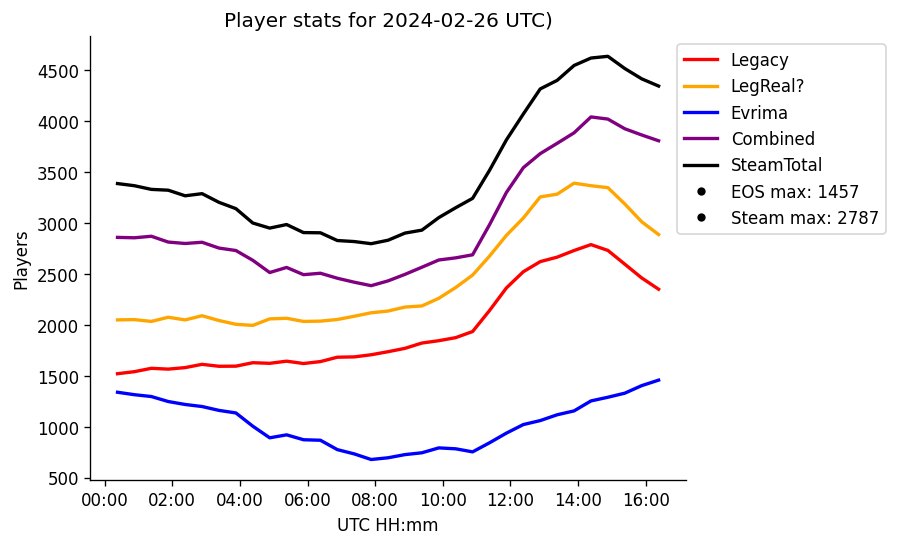 Player stats for 2024-02-26 UTC)
Players
4500
4000
3500
3000
2500
2000
1500
1000
500
00:00 02:00 04:00 06:00 08:00 10:00 12:00 14:00 16:00
UTC HH:mm
Legacy
LegReal?
Evrima
Combined
SteamTotal
EOS max: 1457
Steam max: 2787